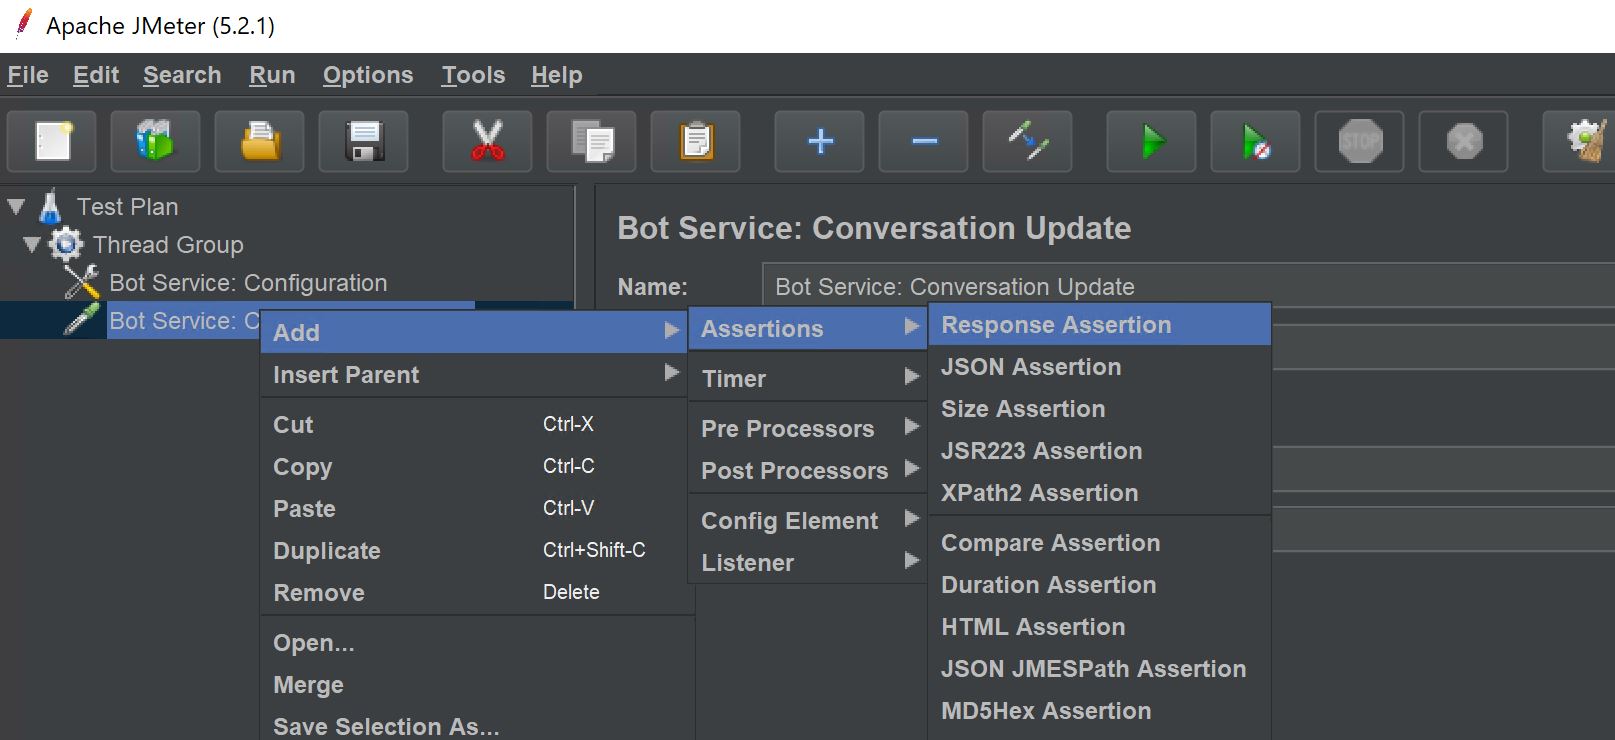 Apache JMeter (5.2.1)
File Edit Search Run Options Tools Help
STOP
Test Plan
Thread Group
Bot Service: Configuration
Bot Service: C
Bot Service: Conversation Update
Name: Bot Service: Conversation Update
Add
Insert Parent
Cut Ctrl-X
Copy Ctrl-C
Paste Ctrl-V
Duplicate Ctrl+Shift-C
Remove Delete
Open...
Merge
Save Selection As...
Assertions
Timer
Pre Processors
Post Processors
Config Element
Listener
Response Assertion
JSON Assertion
Size Assertion
JSR223 Assertion
XPath2 Assertion
Compare Assertion
Duration Assertion
HTML Assertion
JSON JMESPath Assertion
MD5Hex Assertion